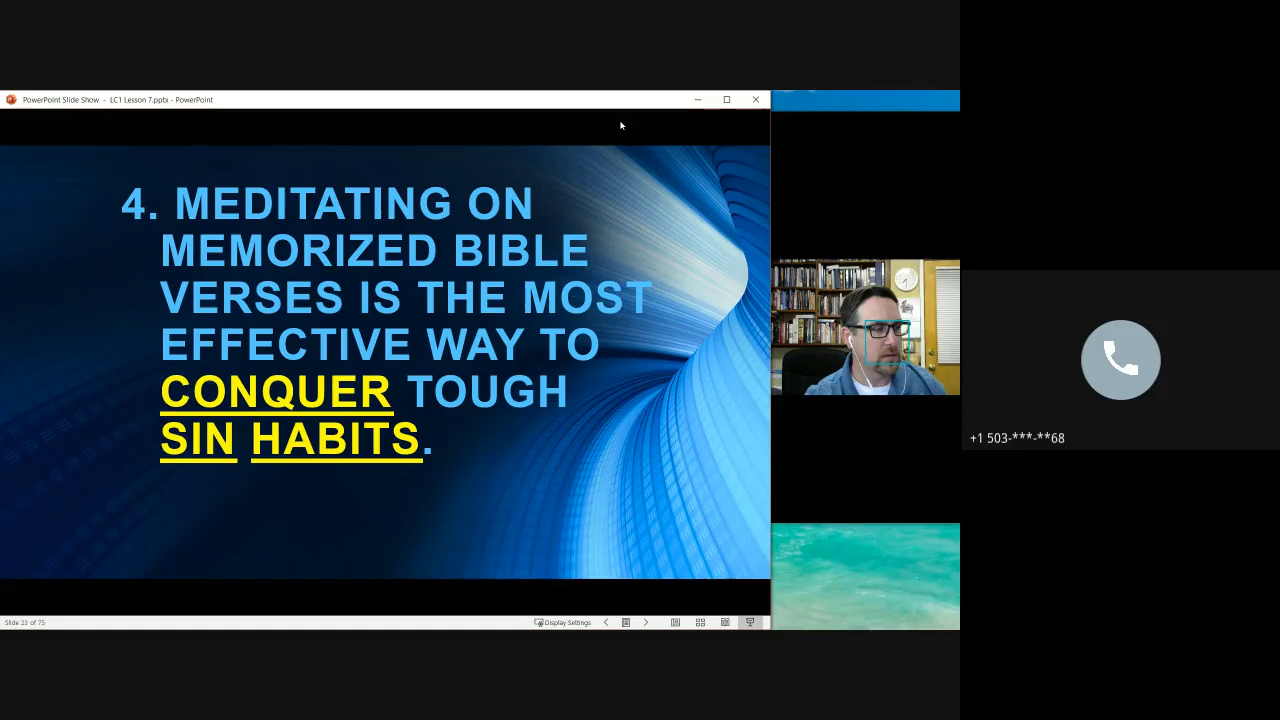 PowerPoint Slide Show - LC1 Lesson 7.pptx - PowerPoint
4. MEDITATING ON
MEMORIZED BIBLE
VERSES IS THE MOST
EFFECTIVE WAY TO
CONQUER TOUGH
SIN HABITS.
+1 503-***-**68
Slide 23 of 75
Display Settings